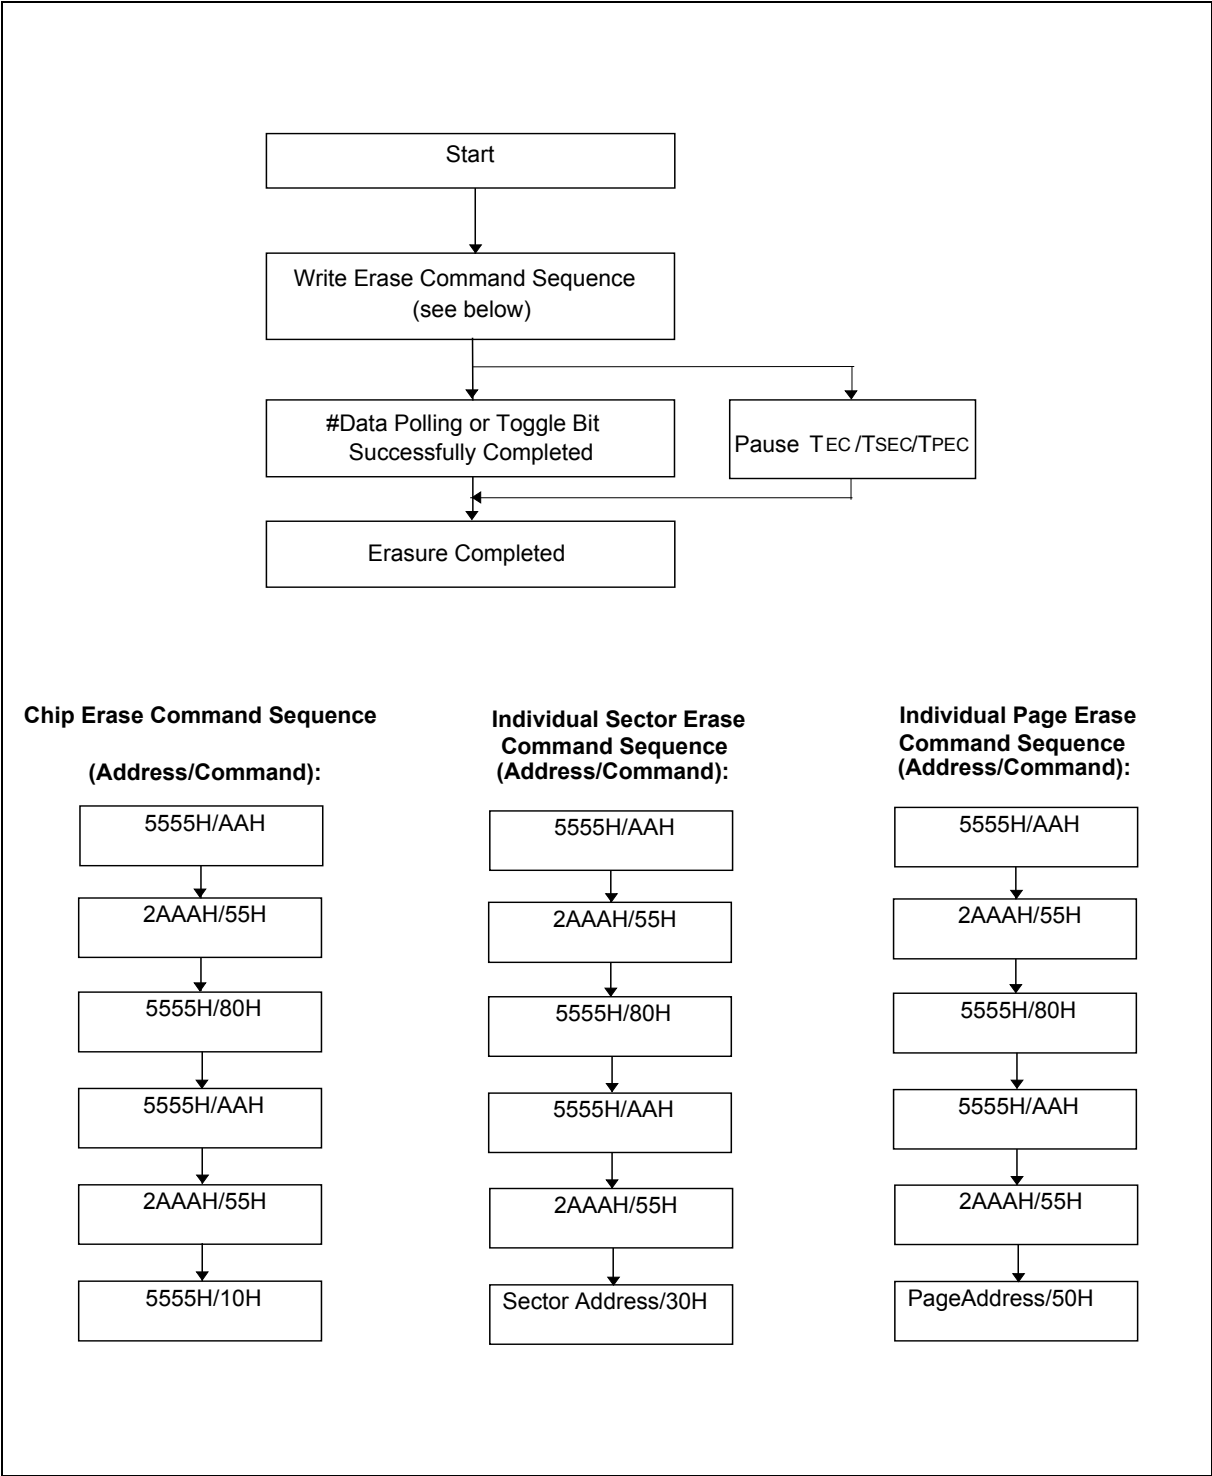 Start
Write Erase Command Sequence
(see below)
#Data Polling or Toggle Bit
Successfully Completed
Pause TEC /TSEC/TPEC
Erasure Completed
Chip Erase Command Sequence
(Address/Command):
5555H/AAH
2AAAH/55H
5555H/80H
5555H/AAH
2AAAH/55H
5555H/10H
Individual Sector Erase
Command Sequence
(Address/Command):
5555H/AAH
2AAAH/55H
5555H/80H
5555H/AAH
2AAAH/55H
Sector Address/30H
Individual Page Erase
Command Sequence
(Address/Command):
5555H/AAH
2AAAH/55H
5555H/80H
5555H/AAH
2AAAH/55H
PageAddress/50H